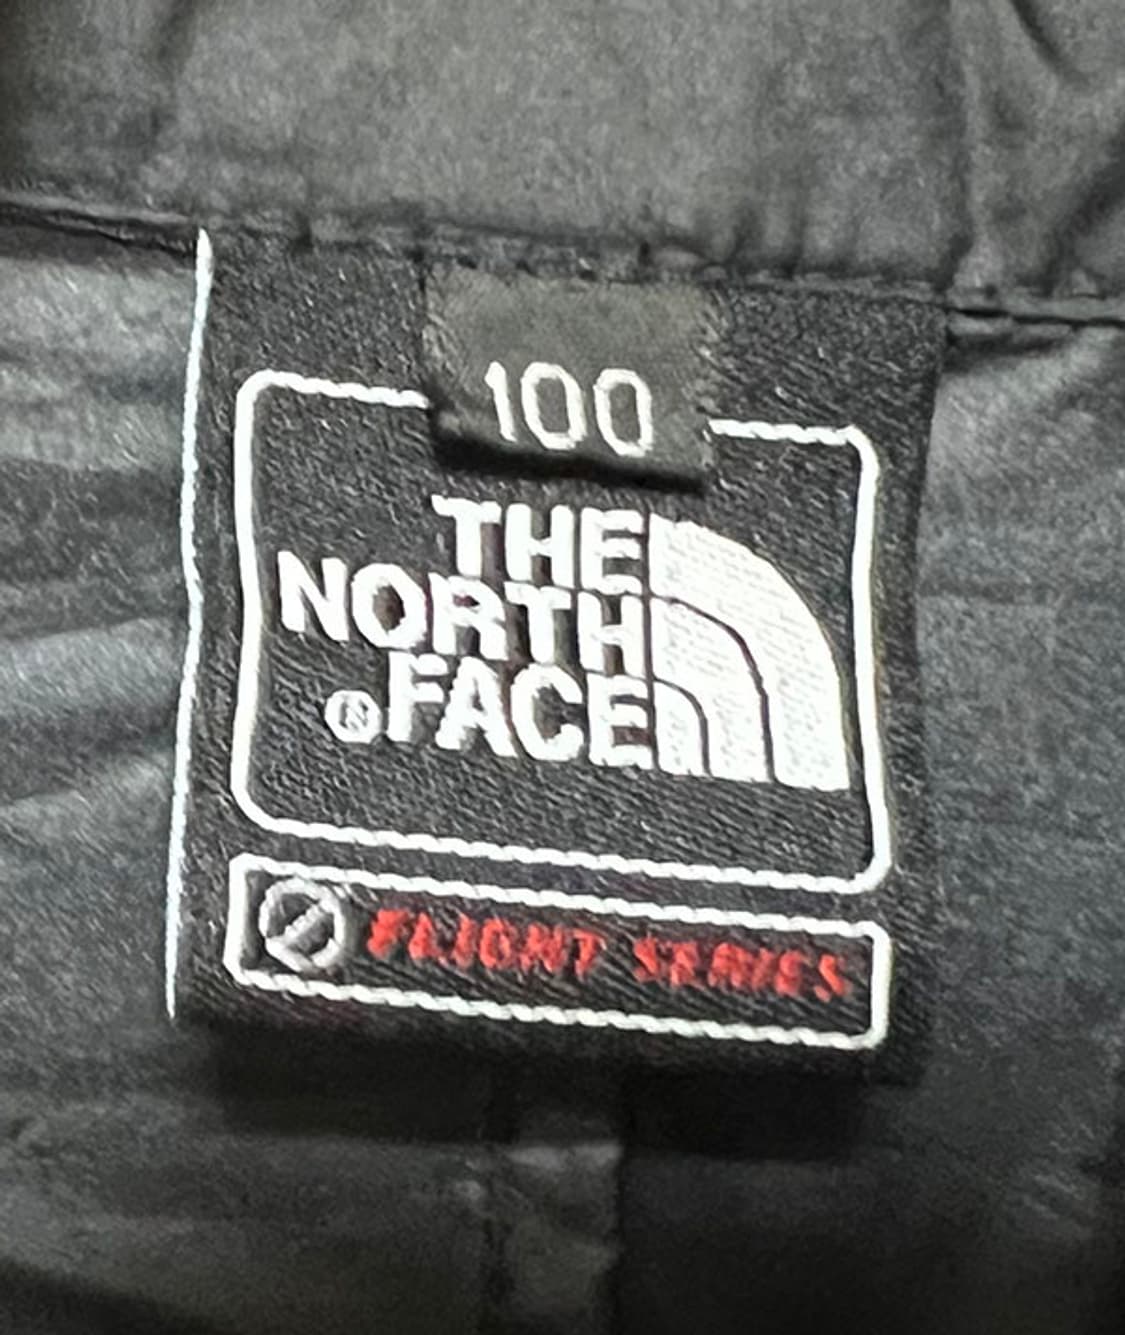 100
THE
NORTH
®FACE
FLIGHT SERIES